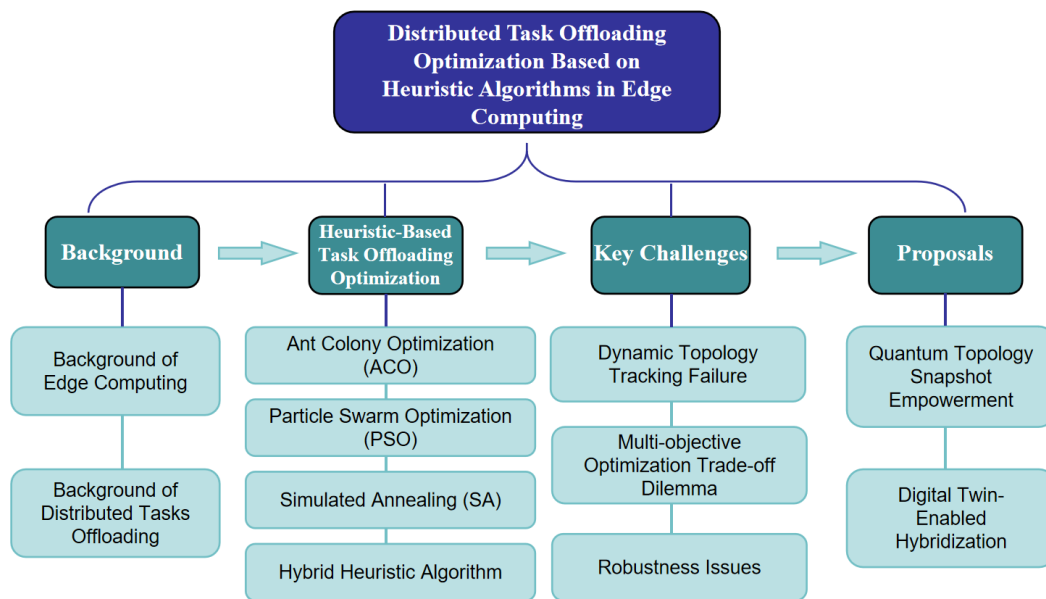 Distributed Task Offloading
Optimization Based on
Heuristic Algorithms in Edge
Computing
Background
Heuristic-Based
Task Offloading
Optimization
Key Challenges
Proposals
Background of
Edge Computing
Background of
Distributed Tasks
Offloading
Ant Colony Optimization
(ACO)
Particle Swarm Optimization
(PSO)
Simulated Annealing (SA)
Hybrid Heuristic Algorithm
Dynamic Topology
Tracking Failure
Multi-objective
Optimization Trade-off
Dilemma
Robustness Issues
Quantum Topology
Snapshot
Empowerment
Digital Twin-
Enabled
Hybridization